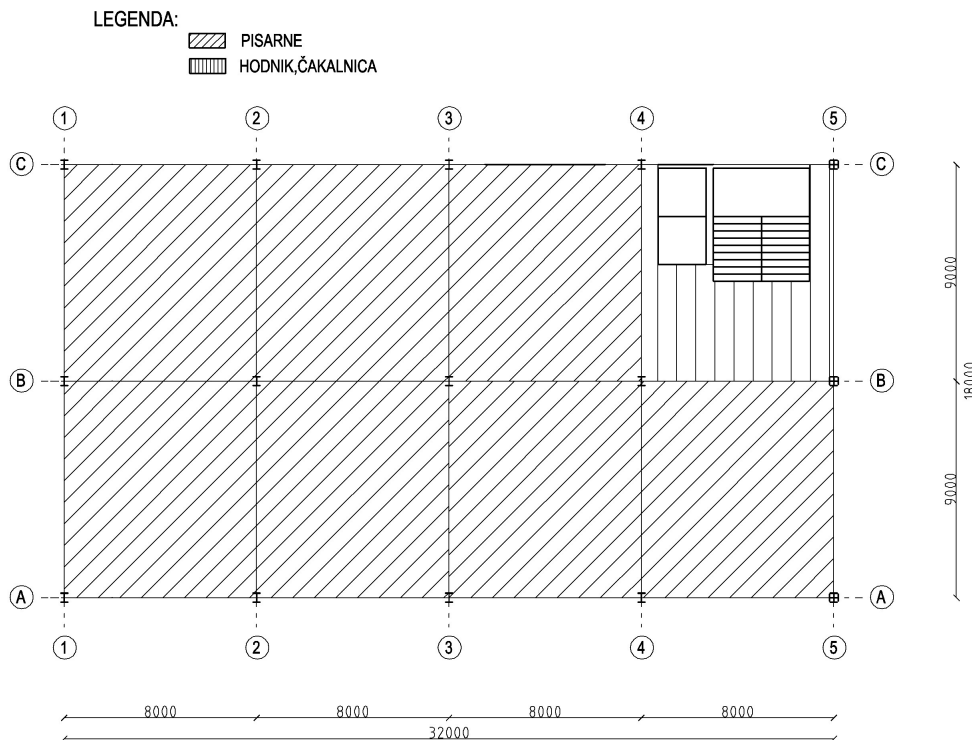 LEGENDA:
PISARNE
HODNIK,ČAKALNICA
1 2 3 4 5
C C
9000
B B
18000
9000
A A
1 2 3 4 5
8000 8000 8000 8000
32000